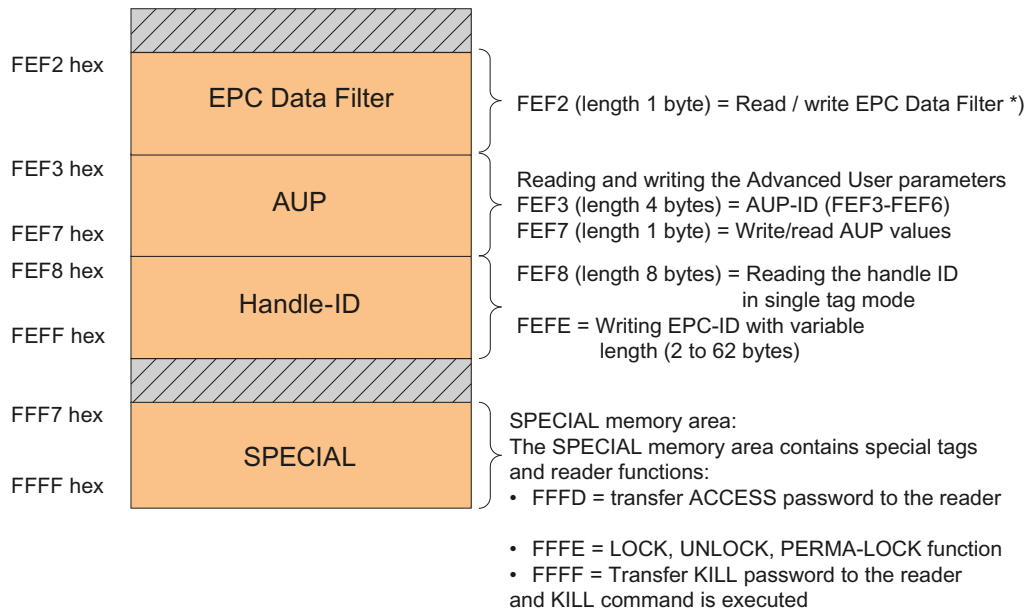 FEF2 hex
EPC Data Filter
FEF2 (length 1 byte) = Read / write EPC Data Filter *)
FEF3 hex
AUP
FEF7 hex
Reading and writing the Advanced User parameters
FEF3 (length 4 bytes) = AUP-ID (FEF3-FEF6)
FEF7 (length 1 byte) = Write/read AUP values
FEF8 hex
Handle-ID
FEFF hex
FEF8 (length 8 bytes) = Reading the handle ID
in single tag mode
FEFE = Writing EPC-ID with variable
length (2 to 62 bytes)
FFF7 hex
SPECIAL
FFFF hex
SPECIAL memory area:
The SPECIAL memory area contains special tags
and reader functions:
• FFFD = transfer ACCESS password to the reader
• FFFE = LOCK, UNLOCK, PERMA-LOCK function
• FFFF = Transfer KILL password to the reader
and KILL command is executed